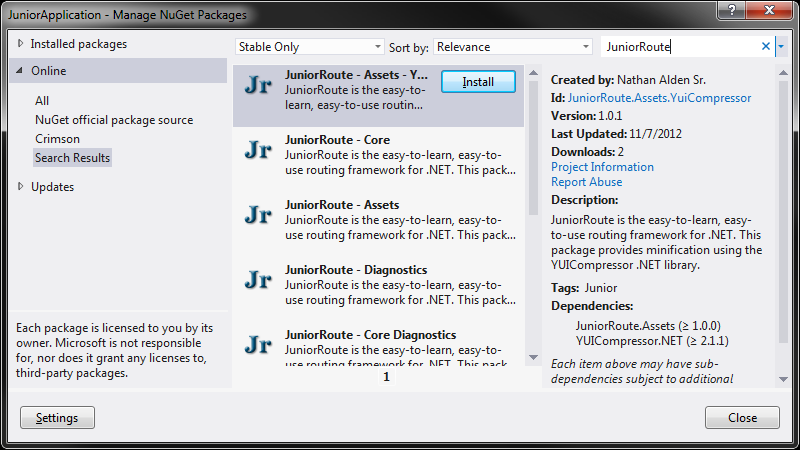 JuniorApplication - Manage NuGet Packages
Installed packages
Online
All
NuGet official package source
Crimson
Search Results
Updates
Each package is licensed to you by its
owner. Microsoft is not responsible
for, nor does it grant any licenses to,
third-party packages.
Stable Only
Sort by: Relevance
JuniorRoute
Jr
JuniorRoute - Assets - Y...
JuniorRoute is the easy-to-
learn, easy-to-use routin...
Install
Jr
JuniorRoute - Core
JuniorRoute is the easy-to-learn, easy-to-
use routing framework for .NET. This pack...
Jr
JuniorRoute - Assets
JuniorRoute is the easy-to-learn, easy-to-
use routing framework for .NET. This pack...
Jr
JuniorRoute - Diagnostics
JuniorRoute is the easy-to-learn, easy-to-
use routing framework for .NET. This pack...
Jr
JuniorRoute - Core Diagnostics
JuniorRoute is the easy-to-learn, easy-to-
use routing framework for .NET. This pack...
1
Created by: Nathan Alden Sr.
Id: JuniorRoute.Assets.YuiCompressor
Version: 1.0.1
Last Updated: 11/7/2012
Downloads: 2
Project Information
Report Abuse
Description:
JuniorRoute is the easy-to-learn, easy-
to-use routing framework for .NET. This
package provides minification using the
YUICompressor .NET library.
Tags: Junior
Dependencies:
JuniorRoute.Assets (≥ 1.0.0)
YUICompressor.NET (≥ 2.1.1)
Each item above may have sub-
dependencies subject to additional
Settings
Close